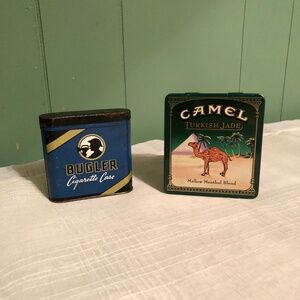 BUGLER
Cigarette Case
CAMEL
TURKISH JADE
Mellow Menthol Blend